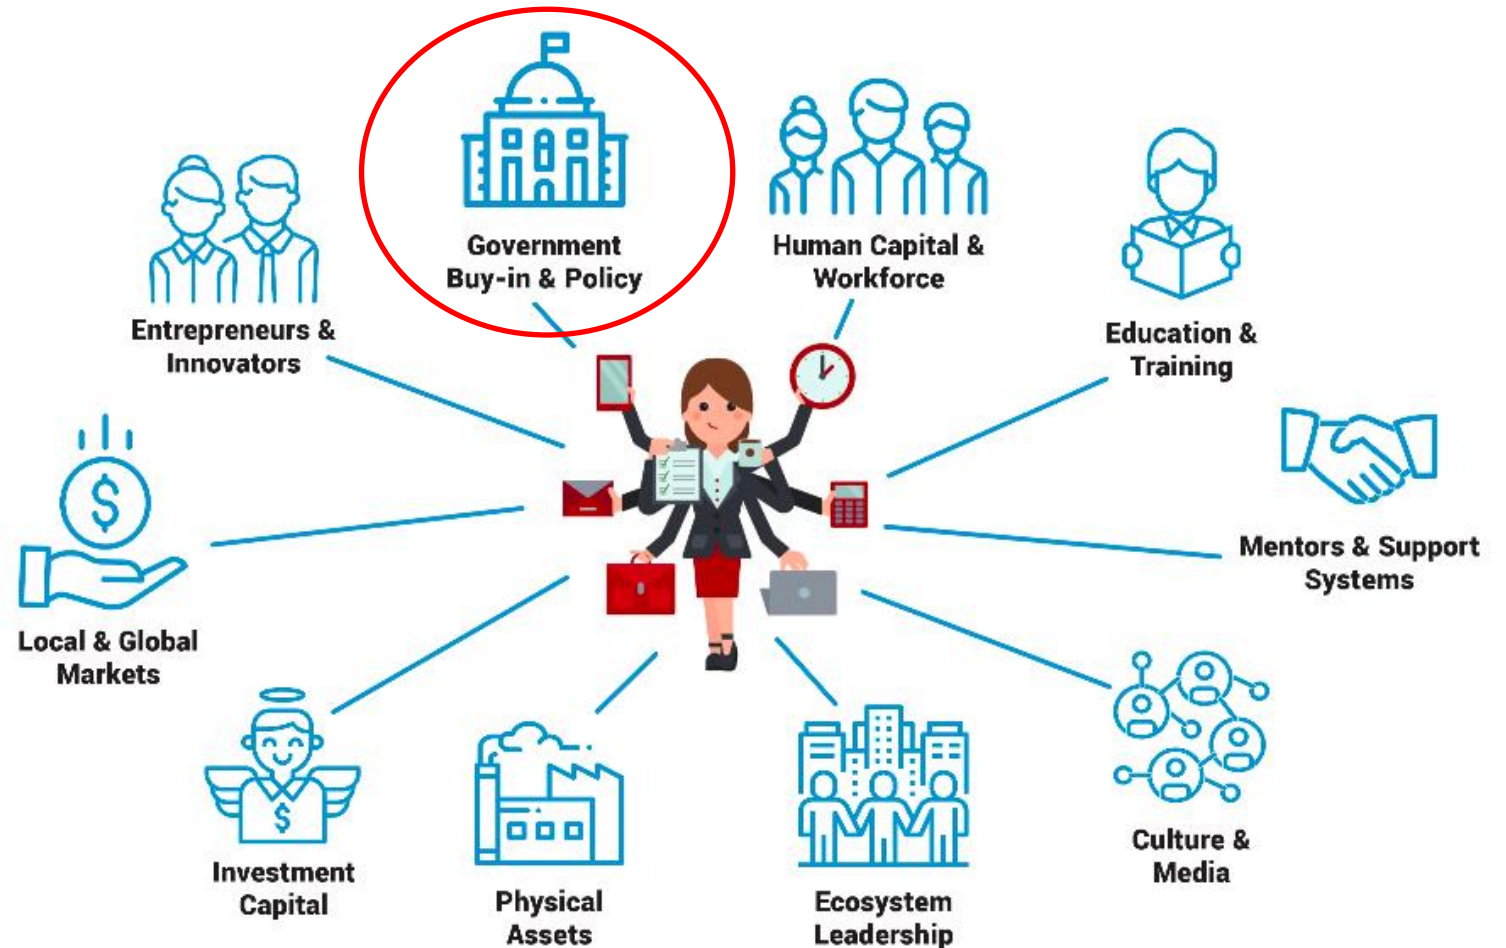 Government
Buy-in & Policy
Human Capital &
Workforce
Entrepreneurs &
Innovators
Education &
Training
$
Local & Global
Markets
Mentors & Support
Systems
$
Investment
Capital
Physical
Assets
Ecosystem
Leadership
Culture &
Media